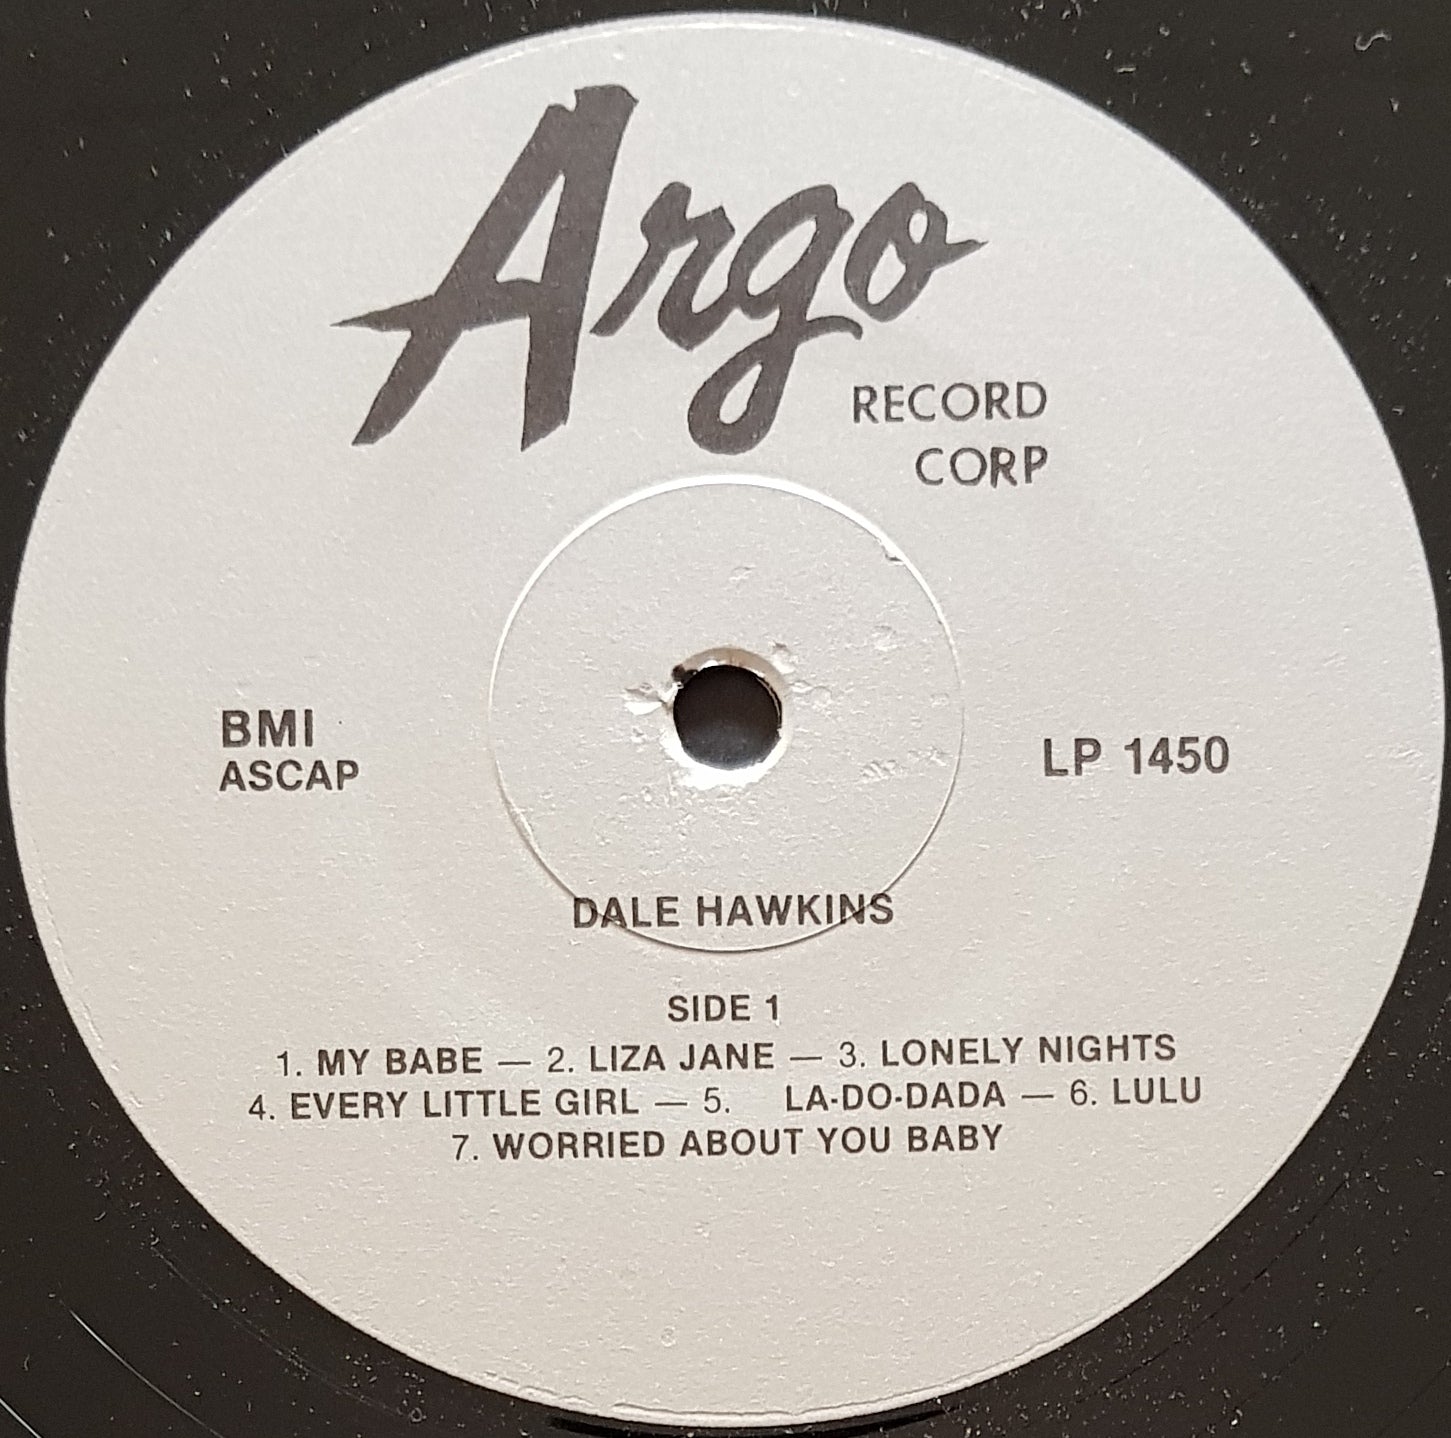 Argo
RECORD
CORP
BMI
ASCAP
LP 1450
DALE HAWKINS
SIDE 1
1. MY BABE — 2. LIZA JANE — 3. LONELY NIGHTS
4. EVERY LITTLE GIRL — 5. LA-DO-DADA — 6. LULU
7. WORRIED ABOUT YOU BABY